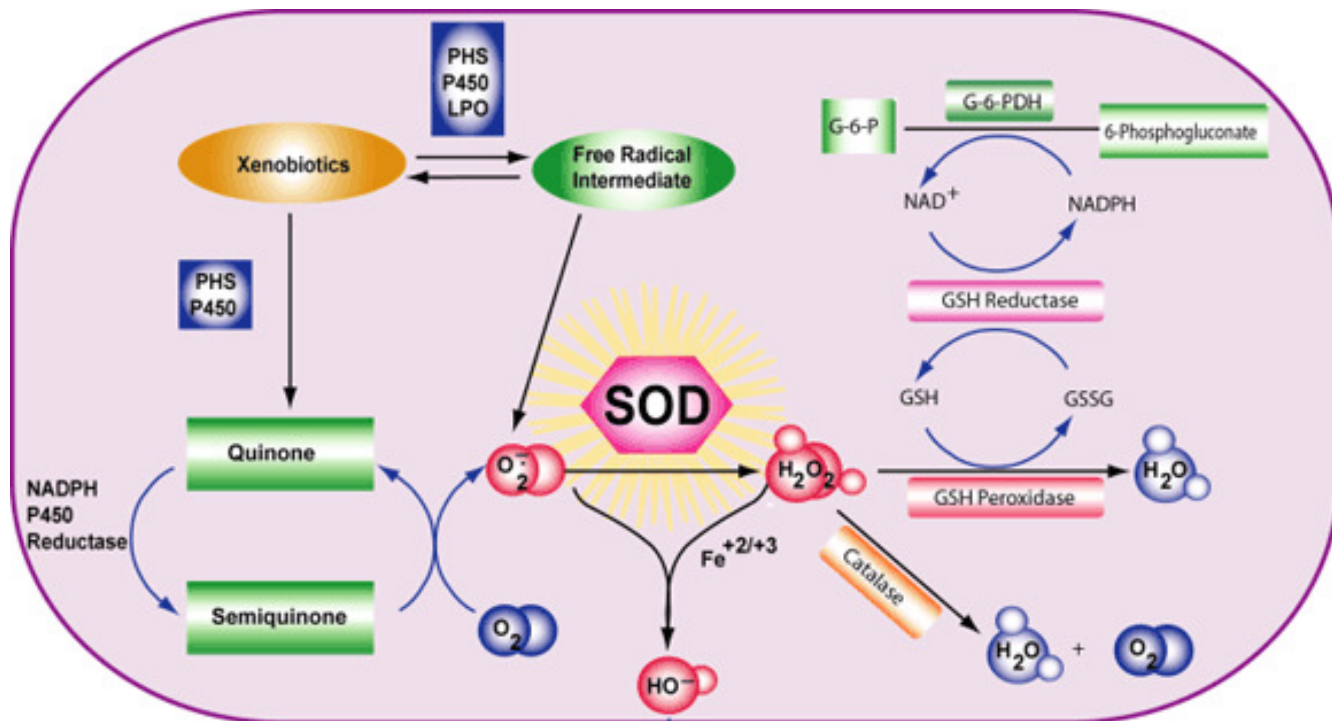 PHS
P450
LPO
Xenobiotics
Free Radical
Intermediate
G-6-P
G-6-PDH
6-Phosphogluconate
NAD+
NADPH
PHS
P450
GSH Reductase
SOD
GSH
GSSG
Quinone
O2-
H2O2
H2O
GSH Peroxidase
NADPH
P450
Reductase
Fe+2/+3
Catalase
Semiquinone
O2
H2O
+
O2
HO−